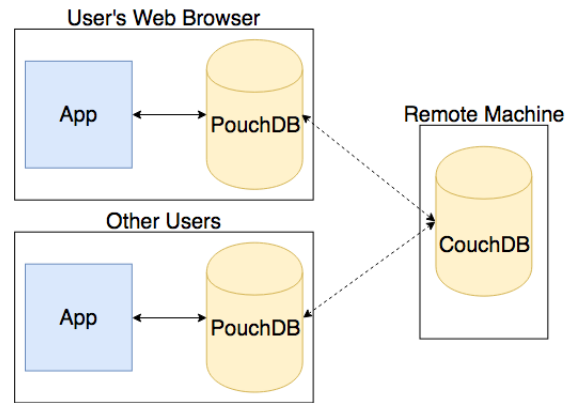 User's Web Browser
App
PouchDB
Remote Machine
CouchDB
Other Users
App
PouchDB